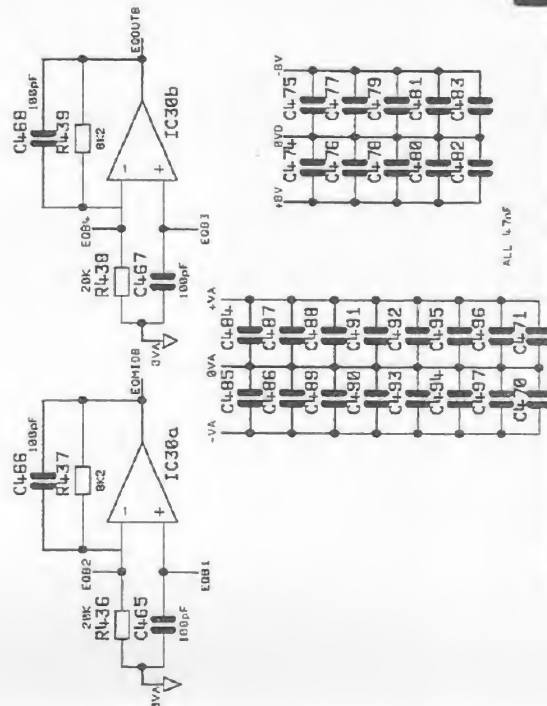 C468
100pF
R439
8K2
EQOUTB
IC30b
-
+
EQB4
EQB3
20K
R438
C467
100pF
0VA
C466
100pF
R437
8K2
EQMIDB
IC30a
-
+
EQB2
EQB1
20K
R436
C465
100pF
0VA
+8V
0VD
-8V
C474
C475
C476
C477
C478
C479
C480
C481
C482
C483
ALL 47nF
-VA
0VA
+VA
C485
C484
C486
C487
C489
C488
C490
C491
C493
C492
C494
C495
C497
C496
C470
C471